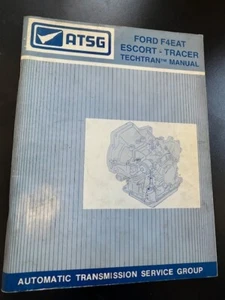 ATSG
FORD F4EAT
ESCORT - TRACER
TECHTRAN™ MANUAL
AUTOMATIC TRANSMISSION SERVICE GROUP